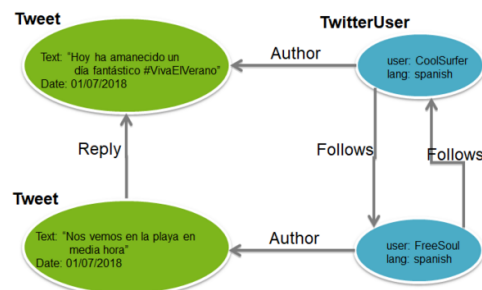 Tweet
TwitterUser
Text: "Hoy ha amanecido un
día fantástico #VivaElVerano"
Date: 01/07/2018
Author
user: CoolSurfer
lang: spanish
Reply
Follows
Follows
Tweet
Text: "Nos vemos en la playa en
media hora"
Date: 01/07/2018
Author
user: FreeSoul
lang: spanish